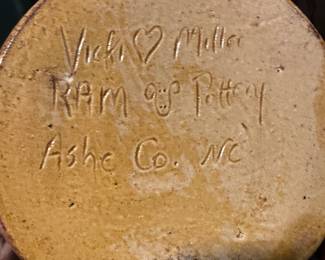 Vicki ♡ Miller
RAM Pottery
Ashe Co. NC